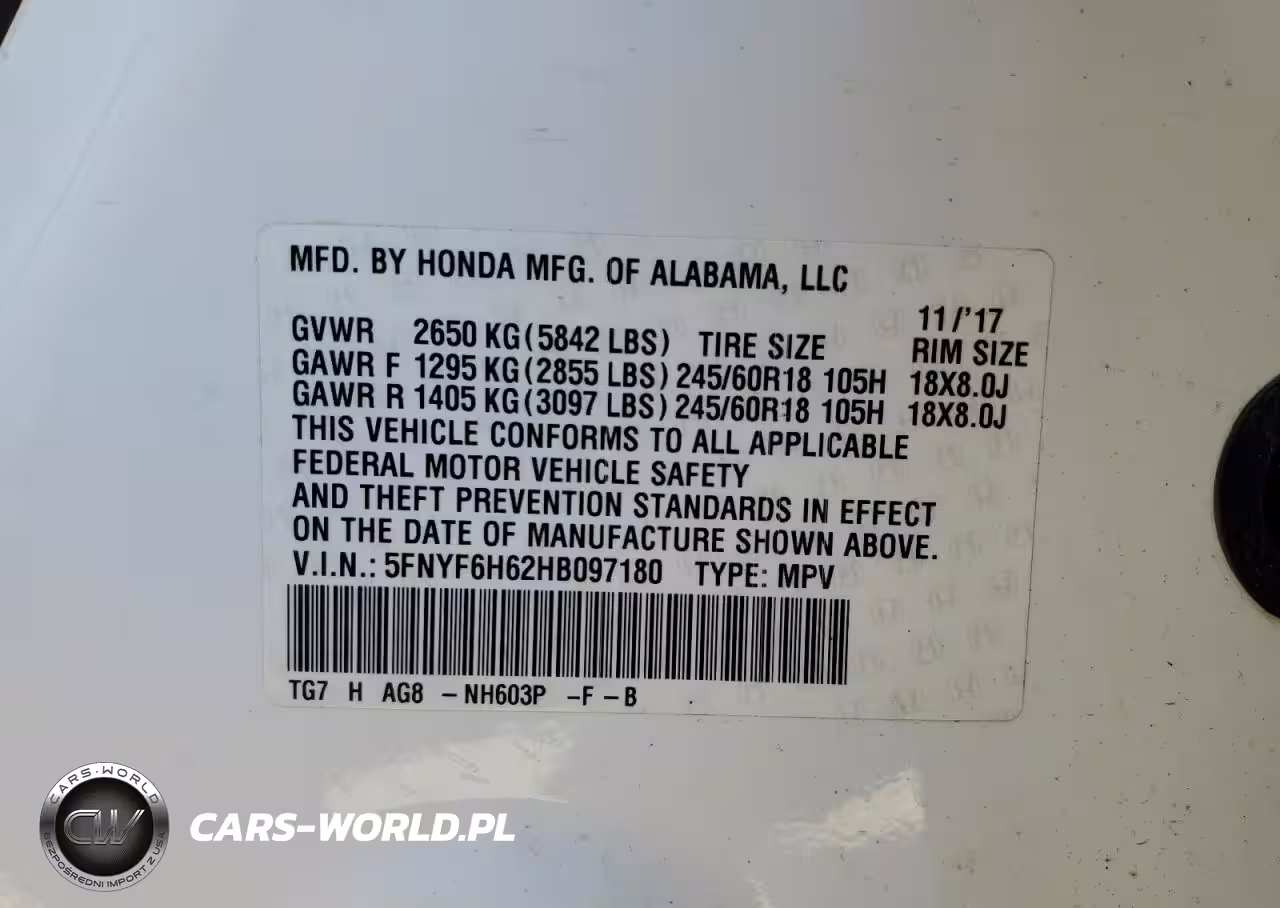 MFD. BY HONDA MFG. OF ALABAMA, LLC
11/'17
GVWR 2650 KG(5842 LBS) TIRE SIZE RIM SIZE
GAWR F 1295 KG(2855 LBS) 245/60R18 105H 18X8.0J
GAWR R 1405 KG(3097 LBS) 245/60R18 105H 18X8.0J
THIS VEHICLE CONFORMS TO ALL APPLICABLE
FEDERAL MOTOR VEHICLE SAFETY
AND THEFT PREVENTION STANDARDS IN EFFECT
ON THE DATE OF MANUFACTURE SHOWN ABOVE.
V.I.N.: 5FNYF6H62HB097180 TYPE: MPV
TG7 H AG8 -NH603P -F-B
CARS-WORLD
CW
BEZPOŚREDNI IMPORT Z USA
CARS-WORLD.PL